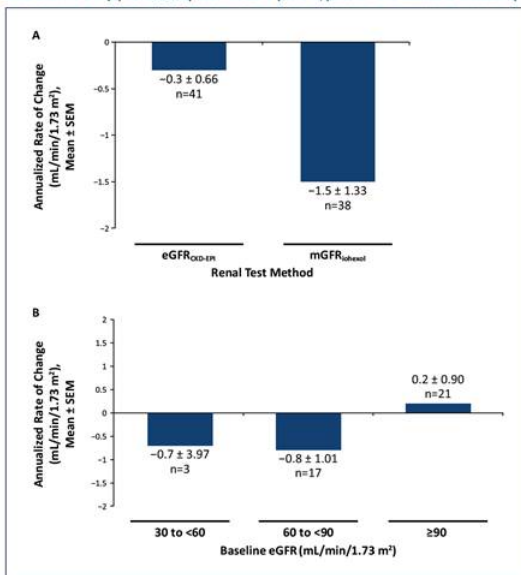 A
Annualized Rate of Change
(mL/min/1.73 m²),
Mean ± SEM
0
−0.5
−1
−1.5
−2
−0.3 ± 0.66
n=41
−1.5 ± 1.33
n=38
eGFRCKD-EPI
mGFRiohexol
Renal Test Method
B
Annualized Rate of Change
(mL/min/1.73 m²),
Mean ± SEM
2
1.5
1
0.5
0
−0.5
−1
−1.5
−2
−0.7 ± 3.97
n=3
−0.8 ± 1.01
n=17
0.2 ± 0.90
n=21
30 to <60
60 to <90
≥90
Baseline eGFR (mL/min/1.73 m²)